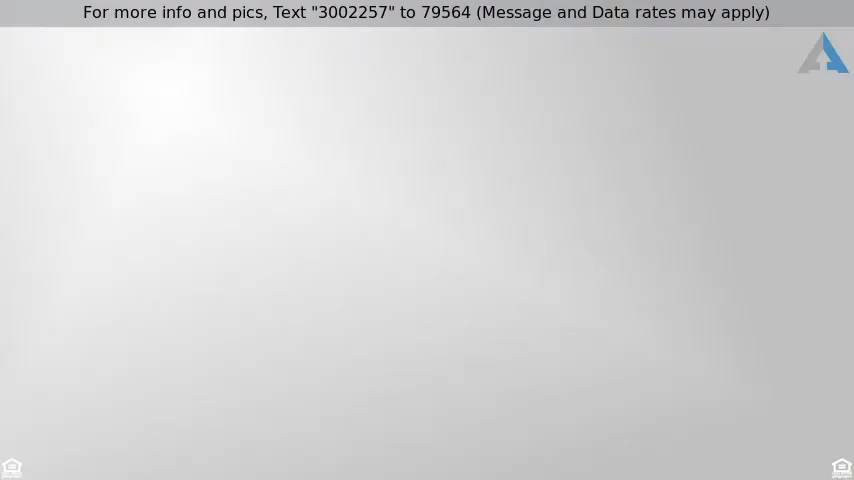 For more info and pics, Text "3002257" to 79564 (Message and Data rates may apply)